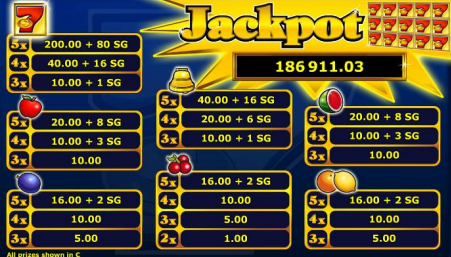 Jackpot
186 911.03
7
5x 200.00 + 80 SG
4x 40.00 + 16 SG
3x 10.00 + 1 SG
5x 40.00 + 16 SG
4x 20.00 + 6 SG
3x 10.00 + 1 SG
5x 20.00 + 8 SG
4x 10.00 + 3 SG
3x 10.00
5x 20.00 + 8 SG
4x 10.00 + 3 SG
3x 10.00
5x 16.00 + 2 SG
4x 10.00
3x 5.00
5x 16.00 + 2 SG
4x 10.00
3x 5.00
2x 1.00
5x 16.00 + 2 SG
4x 10.00
3x 5.00
All prizes shown in C